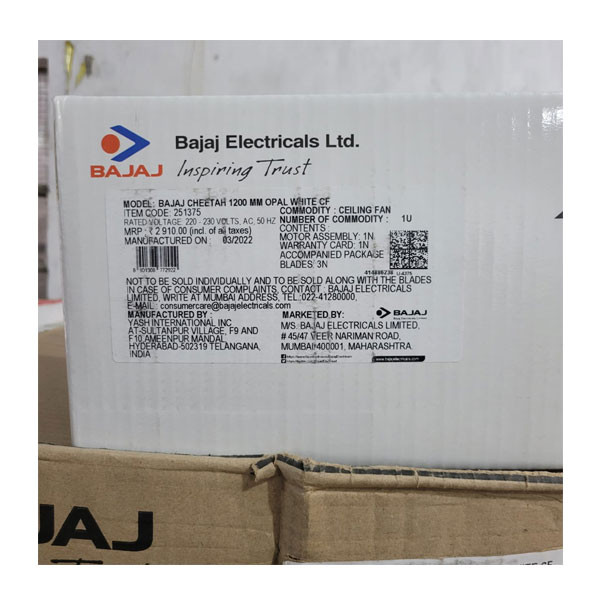 BAJAJ
Bajaj Electricals Ltd.
Inspiring Trust
MODEL: BAJAJ CHEETAH 1200 MM OPAL WHITE CF
ITEM CODE: 251375
RATED VOLTAGE: 220 - 230 VOLTS, AC, 50 HZ
MRP : ₹ 2 910.00 (incl. of all taxes)
MANUFACTURED ON : 03/2022
COMMODITY : CEILING FAN
NUMBER OF COMMODITY : 1U
CONTENTS
MOTOR ASSEMBLY: 1N
WARRANTY CARD: 1N
ACCOMPANIED PACKAGE
BLADES: 3N
NOT TO BE SOLD INDIVIDUALLY AND TO BE SOLD ALONG WITH THE BLADES
IN CASE OF CONSUMER COMPLAINTS, CONTACT : BAJAJ ELECTRICALS
LIMITED, WRITE AT MUMBAI ADDRESS, TEL:022-41280000,
E-MAIL : consumercare@bajajelectricals.com
MANUFACTURED BY :
YASH INTERNATIONAL INC
AT-SULTANPUR VILLAGE, F9 AND
F10,AMEENPUR MANDAL,
HYDERABAD-502319 TELANGANA,
INDIA
MARKETED BY:
BAJAJ
M/S. BAJAJ ELECTRICALS LIMITED,
# 45/47 VEER NARIMAN ROAD,
MUMBAI-400001, MAHARASHTRA.
www.bajajelectricals.com
JAJ